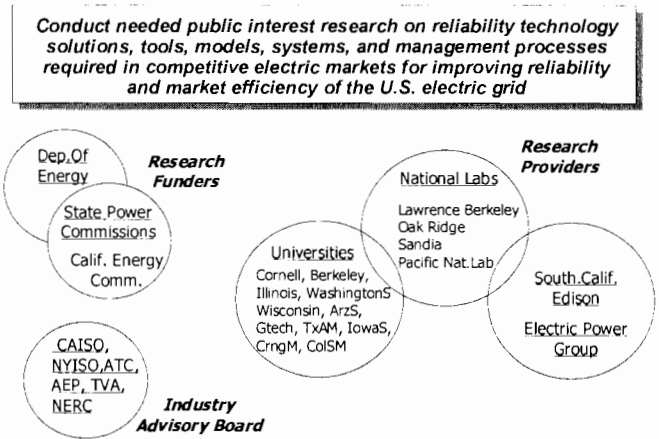 Conduct needed public interest research on reliability technology
solutions, tools, models, systems, and management processes
required in competitive electric markets for improving reliability
and market efficiency of the U.S. electric grid
Dep.Of
Energy
Research
Funders
State Power
Commissions
Calif. Energy
Comm.
CAISO,
NYISO,ATC,
AEP, TVA,
NERC
Industry
Advisory Board
Research
Providers
National Labs
Lawrence Berkeley
Oak Ridge
Sandia
Pacific Nat.Lab
Universities
Cornell, Berkeley,
Illinois, WashingtonS
Wisconsin, ArzS,
Gtech, TxAM, IowaS,
CrngM, ColSM
South.Calif.
Edison
Electric Power
Group